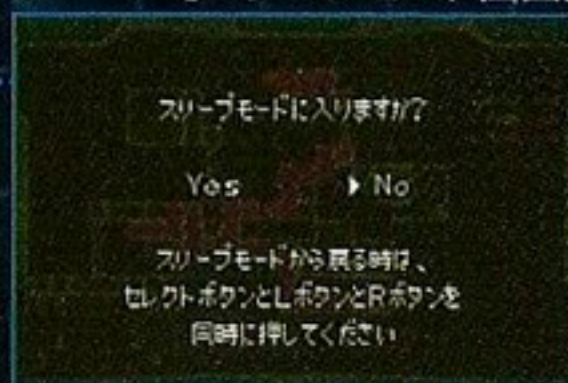 スリープモードに入りますか?
Yes ▶No
スリープモードから戻る時は、
セレクトボタンとLボタンとRボタンを
同時に押してください